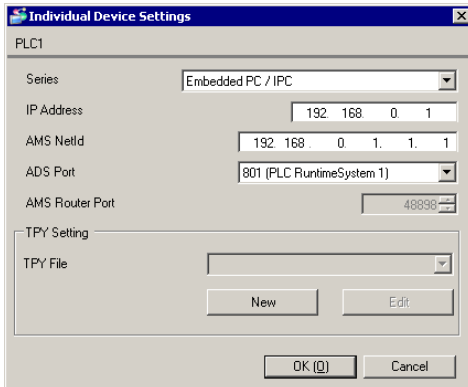 Individual Device Settings
PLC1
Series Embedded PC / IPC
IP Address 192. 168. 0. 1
AMS NetId 192. 168 . 0. 1. 1. 1
ADS Port 801 (PLC RuntimeSystem 1)
AMS Router Port 48898
TPY Setting
TPY File
New Edit
OK (O) Cancel